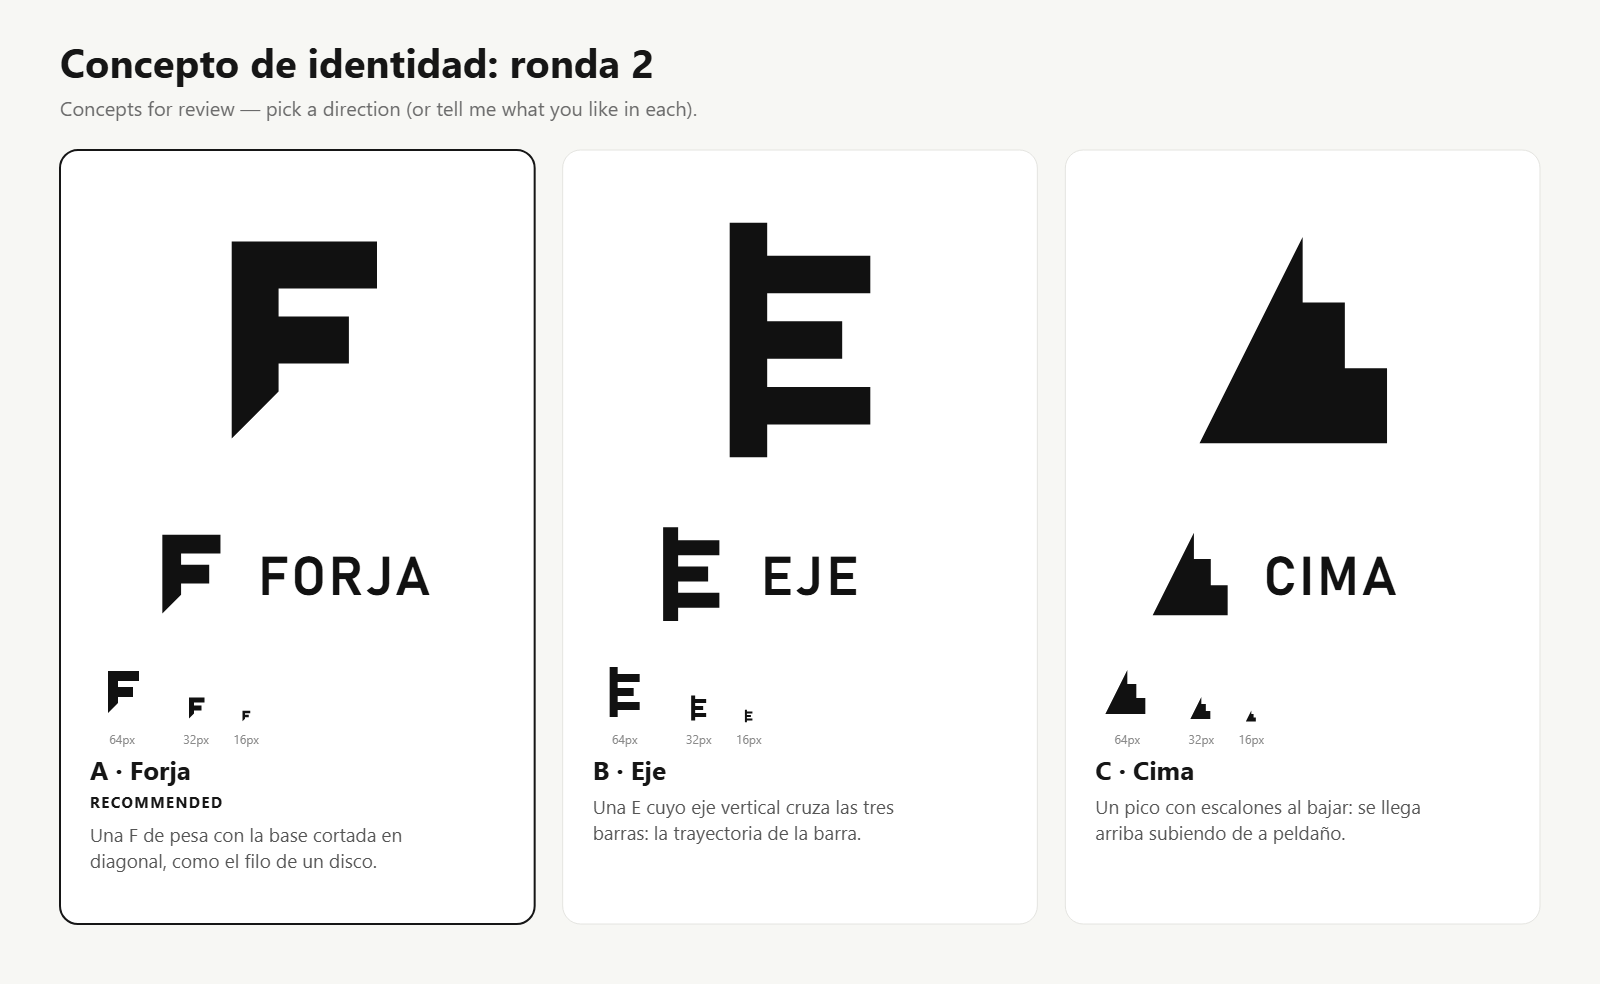 Concepto de identidad: ronda 2
Concepts for review — pick a direction (or tell me what you like in each).
F
F FORJA
64px 32px 16px
A · Forja
RECOMMENDED
Una F de pesa con la base cortada en
diagonal, como el filo de un disco.
E
E EJE
64px 32px 16px
B · Eje
Una E cuyo eje vertical cruza las tres
barras: la trayectoria de la barra.
CIMA
64px 32px 16px
C · Cima
Un pico con escalones al bajar: se llega
arriba subiendo de a peldaño.